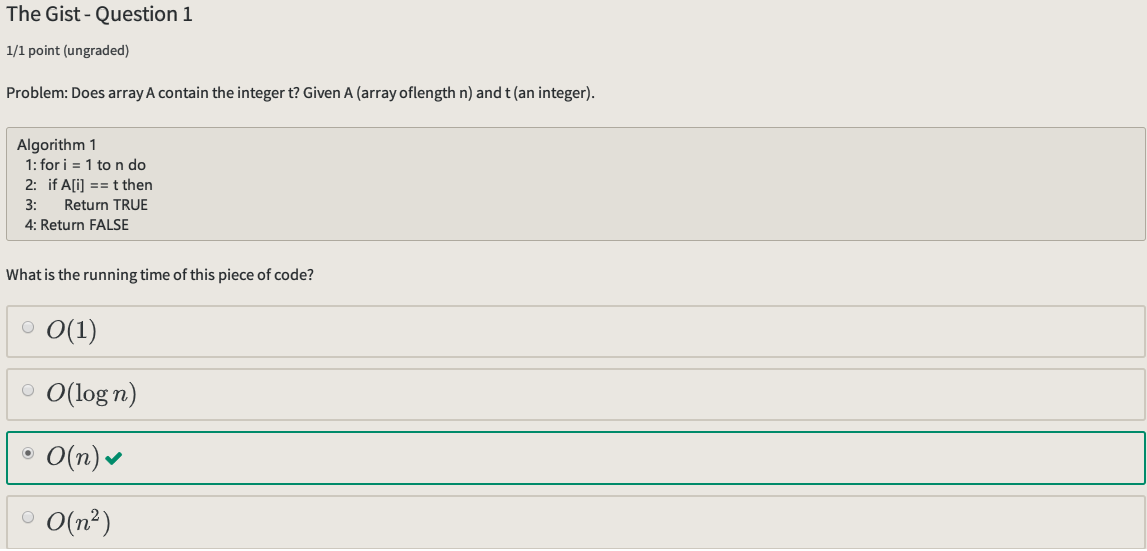 The Gist - Question 1
1/1 point (ungraded)
Problem: Does array A contain the integer t? Given A (array oflength n) and t (an integer).
Algorithm 1
1: for i = 1 to n do
2: if A[i] == t then
3: Return TRUE
4: Return FALSE
What is the running time of this piece of code?
O(1)
O(log n)
O(n)
O(n²)